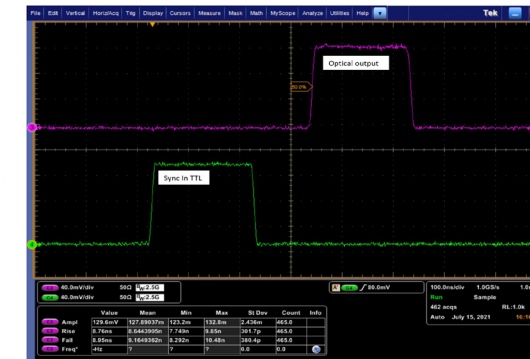 File Edit Vertical Horiz/Acq Trig Display Cursors Measure Mask Math MyScope Analyze Utilities Help Tek
Optical output
50.0%
Sync In TTL
40.0mV/div 50Ω :2.5G
40.0mV/div 50Ω :2.5G
80.0mV
100.0ns/div 1.0GS/s
Run Sample
462 acqs RL:1.0k
Auto July 15, 2021
Value Mean Min Max St Dev Count Info
Ampl 129.6mV 127.89037m 123.2m 132.8m 2.436m 465.0
Rise 8.76ns 8.6443995n 7.749n 9.85n 301.7p 465.0
Fall 8.95ns 9.1649362n 8.292n 10.48n 380.4p 465.0
Freq* -Hz ? ? ? 0.0 0.0